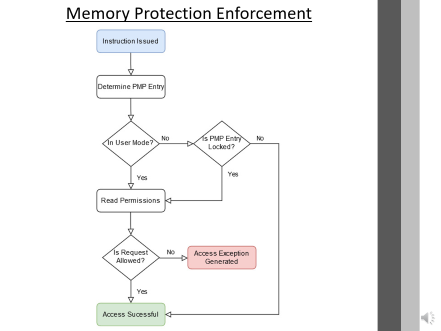 Memory Protection Enforcement
Instruction Issued
Determine PMP Entry
In User Mode?
No
Is PMP Entry
Locked?
No
Yes
Yes
Read Permissions
Is Request
Allowed?
No
Access Exception
Generated
Yes
Access Sucessful